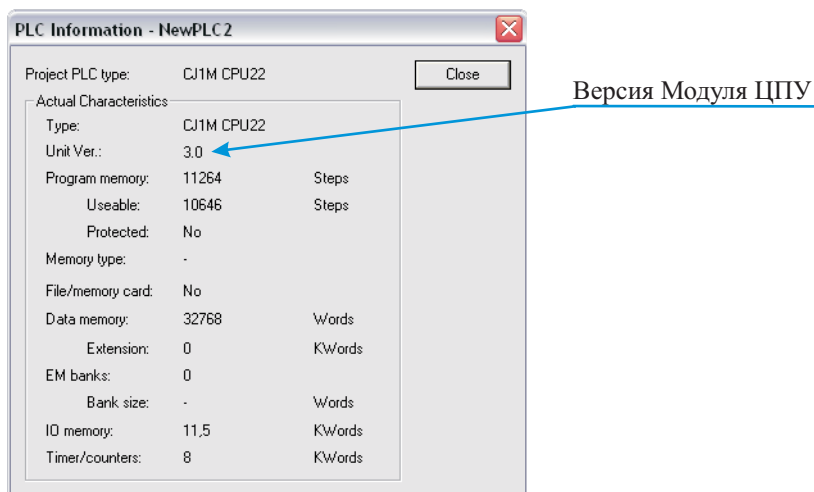 PLC Information - NewPLC2
Project PLC type: CJ1M CPU22 Close
Версия Модуля ЦПУ
Actual Characteristics
Type: CJ1M CPU22
Unit Ver.: 3.0
Program memory: 11264 Steps
Useable: 10646 Steps
Protected: No
Memory type: -
File/memory card: No
Data memory: 32768 Words
Extension: 0 KWords
EM banks: 0
Bank size: - Words
IO memory: 11,5 KWords
Timer/counters: 8 KWords